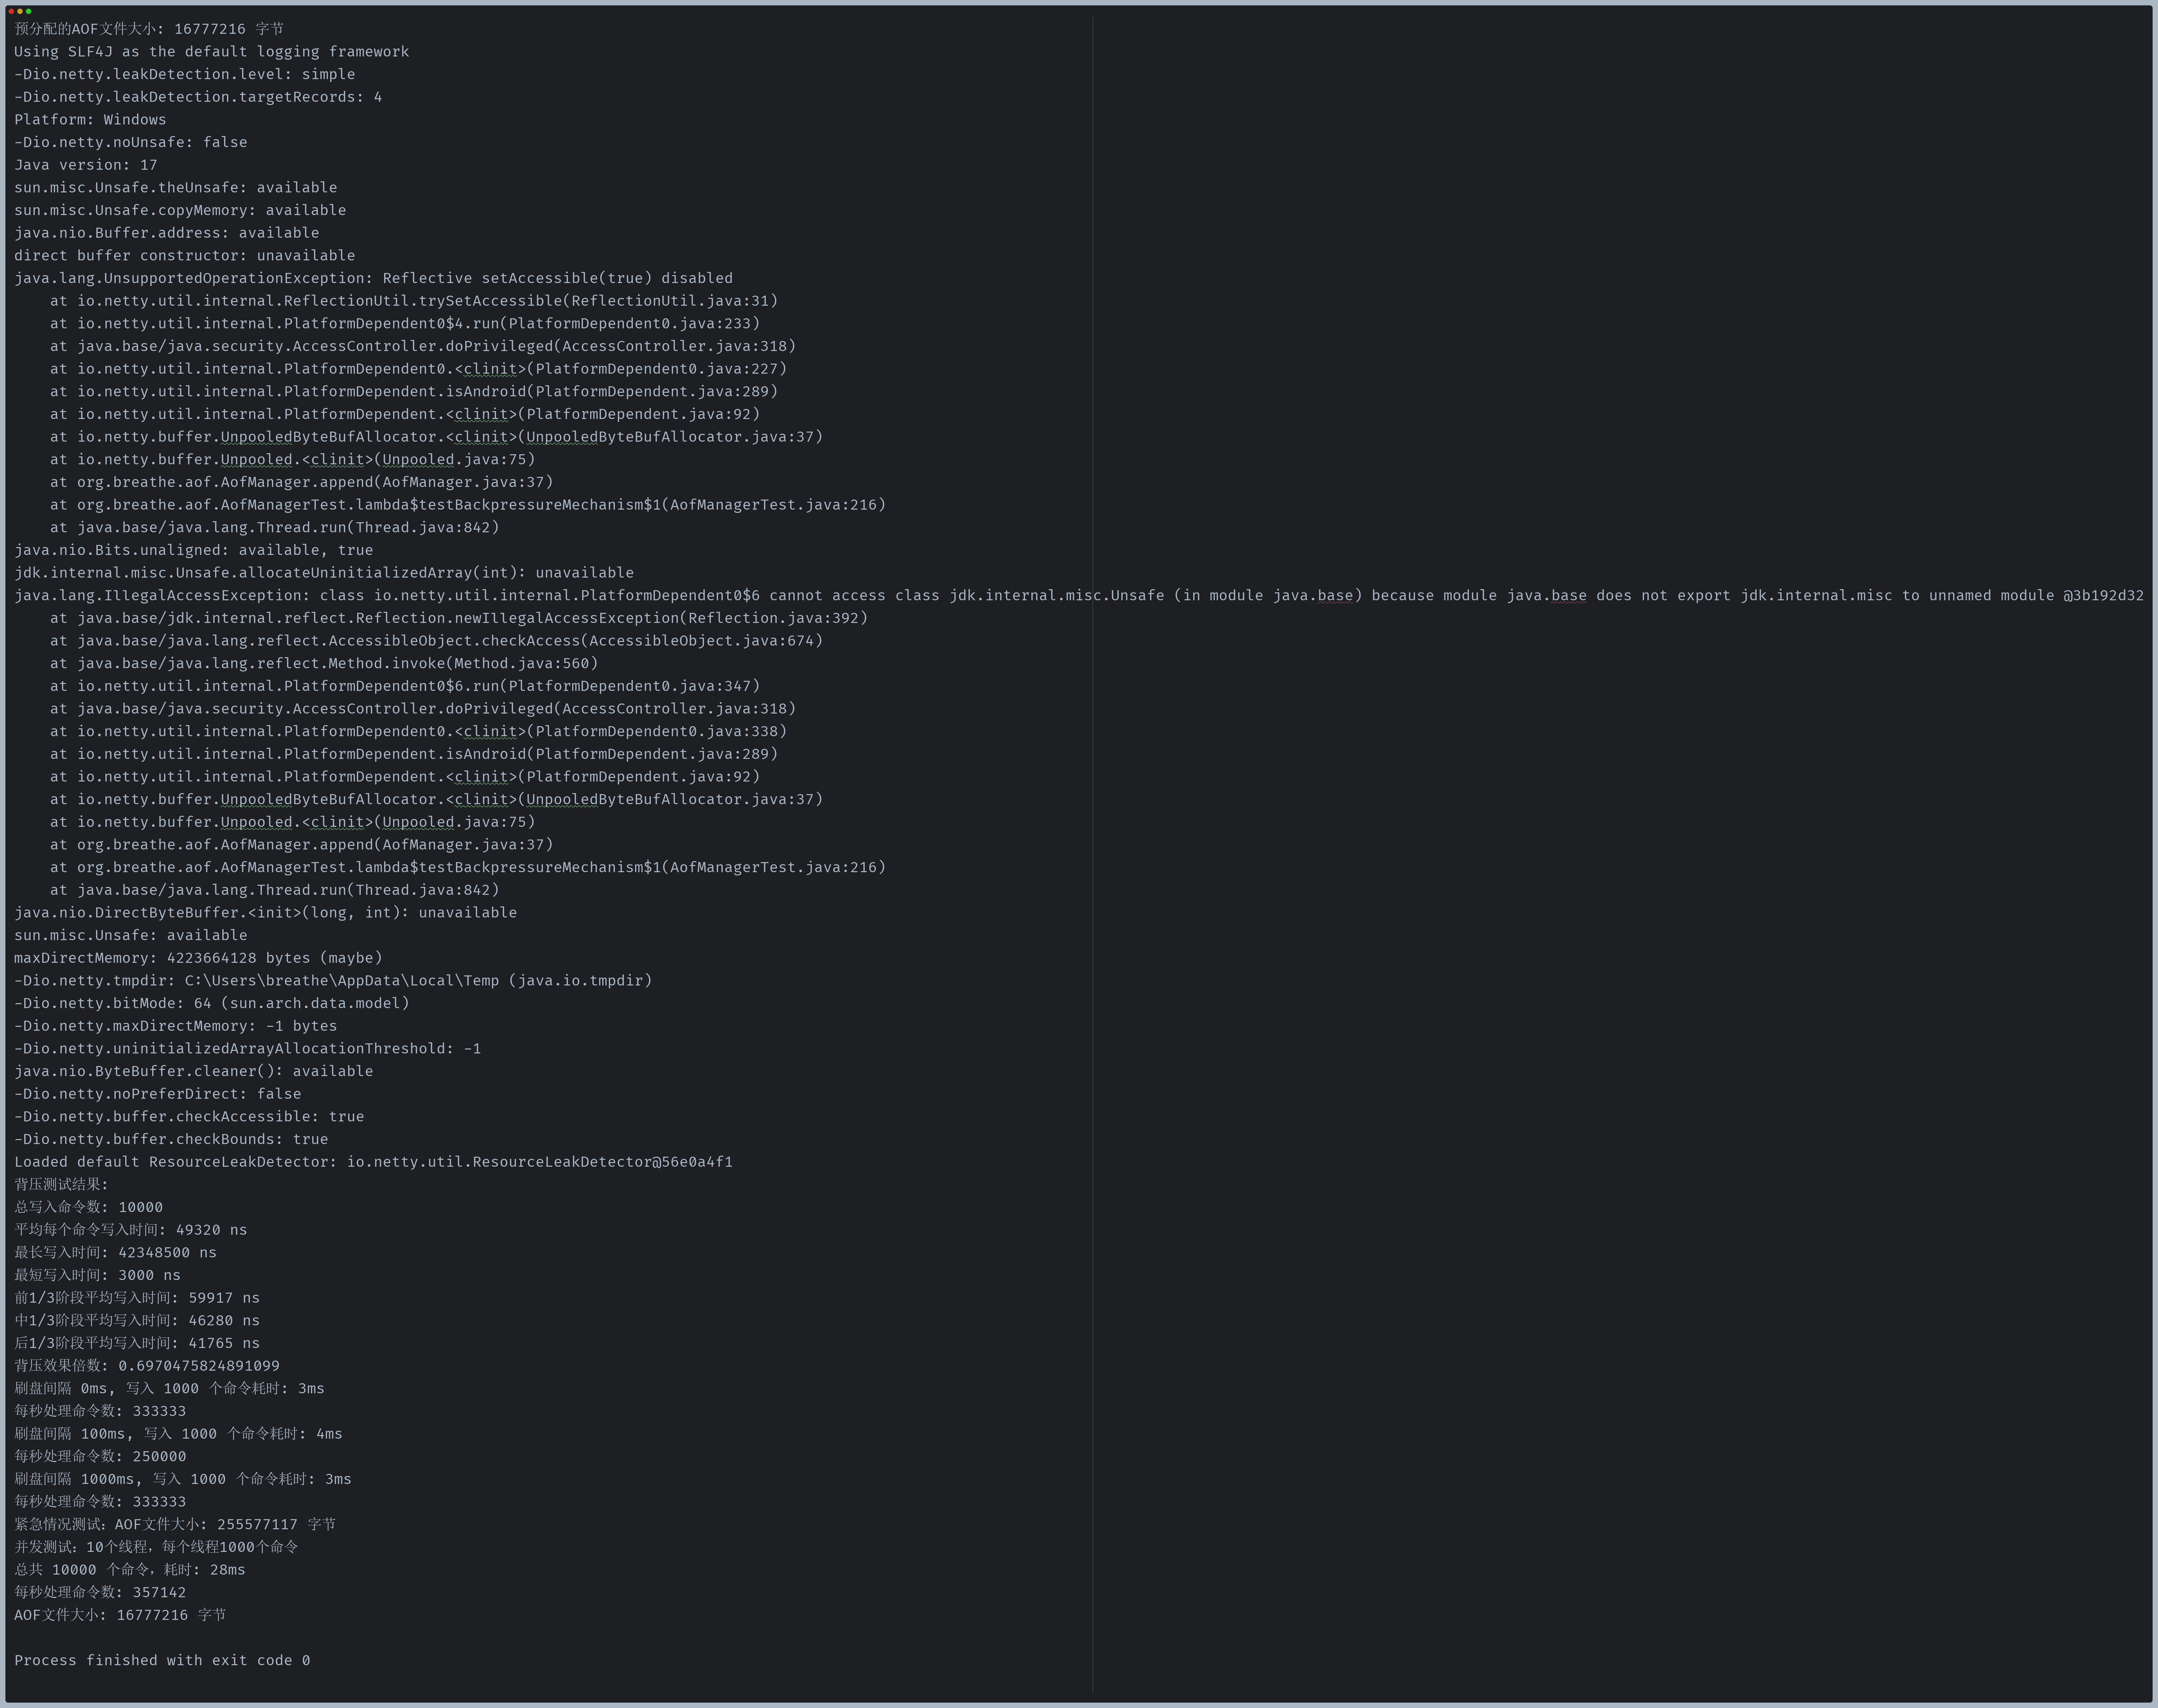 预分配的AOF文件大小: 16777216 字节
Using SLF4J as the default logging framework
-Dio.netty.leakDetection.level: simple
-Dio.netty.leakDetection.targetRecords: 4
Platform: Windows
-Dio.netty.noUnsafe: false
Java version: 17
sun.misc.Unsafe.theUnsafe: available
sun.misc.Unsafe.copyMemory: available
java.nio.Buffer.address: available
direct buffer constructor: unavailable
java.lang.UnsupportedOperationException: Reflective setAccessible(true) disabled
    at io.netty.util.internal.ReflectionUtil.trySetAccessible(ReflectionUtil.java:31)
    at io.netty.util.internal.PlatformDependent0$4.run(PlatformDependent0.java:233)
    at java.base/java.security.AccessController.doPrivileged(AccessController.java:318)
    at io.netty.util.internal.PlatformDependent0.<clinit>(PlatformDependent0.java:227)
    at io.netty.util.internal.PlatformDependent.isAndroid(PlatformDependent.java:289)
    at io.netty.util.internal.PlatformDependent.<clinit>(PlatformDependent.java:92)
    at io.netty.buffer.UnpooledByteBufAllocator.<clinit>(UnpooledByteBufAllocator.java:37)
    at io.netty.buffer.Unpooled.<clinit>(Unpooled.java:75)
    at org.breathe.aof.AofManager.append(AofManager.java:37)
    at org.breathe.aof.AofManagerTest.lambda$testBackpressureMechanism$1(AofManagerTest.java:216)
    at java.base/java.lang.Thread.run(Thread.java:842)
java.nio.Bits.unaligned: available, true
jdk.internal.misc.Unsafe.allocateUninitializedArray(int): unavailable
java.lang.IllegalAccessException: class io.netty.util.internal.PlatformDependent0$6 cannot access class jdk.internal.misc.Unsafe (in module java.base) because module java.base does not export jdk.internal.misc to unnamed module @3b192d32
    at java.base/jdk.internal.reflect.Reflection.newIllegalAccessException(Reflection.java:392)
    at java.base/java.lang.reflect.AccessibleObject.checkAccess(AccessibleObject.java:674)
    at java.base/java.lang.reflect.Method.invoke(Method.java:560)
    at io.netty.util.internal.PlatformDependent0$6.run(PlatformDependent0.java:347)
    at java.base/java.security.AccessController.doPrivileged(AccessController.java:318)
    at io.netty.util.internal.PlatformDependent0.<clinit>(PlatformDependent0.java:338)
    at io.netty.util.internal.PlatformDependent.isAndroid(PlatformDependent.java:289)
    at io.netty.util.internal.PlatformDependent.<clinit>(PlatformDependent.java:92)
    at io.netty.buffer.UnpooledByteBufAllocator.<clinit>(UnpooledByteBufAllocator.java:37)
    at io.netty.buffer.Unpooled.<clinit>(Unpooled.java:75)
    at org.breathe.aof.AofManager.append(AofManager.java:37)
    at org.breathe.aof.AofManagerTest.lambda$testBackpressureMechanism$1(AofManagerTest.java:216)
    at java.base/java.lang.Thread.run(Thread.java:842)
java.nio.DirectByteBuffer.<init>(long, int): unavailable
sun.misc.Unsafe: available
maxDirectMemory: 4223664128 bytes (maybe)
-Dio.netty.tmpdir: C:\Users\breathe\AppData\Local\Temp (java.io.tmpdir)
-Dio.netty.bitMode: 64 (sun.arch.data.model)
-Dio.netty.maxDirectMemory: -1 bytes
-Dio.netty.uninitializedArrayAllocationThreshold: -1
java.nio.ByteBuffer.cleaner(): available
-Dio.netty.noPreferDirect: false
-Dio.netty.buffer.checkAccessible: true
-Dio.netty.buffer.checkBounds: true
Loaded default ResourceLeakDetector: io.netty.util.ResourceLeakDetector@56e0a4f1
背压测试结果:
总写入命令数: 10000
平均每个命令写入时间: 49320 ns
最长写入时间: 42348500 ns
最短写入时间: 3000 ns
前1/3阶段平均写入时间: 59917 ns
中1/3阶段平均写入时间: 46280 ns
后1/3阶段平均写入时间: 41765 ns
背压效果倍数: 0.6970475824891099
刷盘间隔 0ms, 写入 1000 个命令耗时: 3ms
每秒处理命令数: 333333
刷盘间隔 100ms, 写入 1000 个命令耗时: 4ms
每秒处理命令数: 250000
刷盘间隔 1000ms, 写入 1000 个命令耗时: 3ms
每秒处理命令数: 333333
紧急情况测试：AOF文件大小: 255577117 字节
并发测试：10个线程，每个线程1000个命令
总共 10000 个命令，耗时: 28ms
每秒处理命令数: 357142
AOF文件大小: 16777216 字节
Process finished with exit code 0